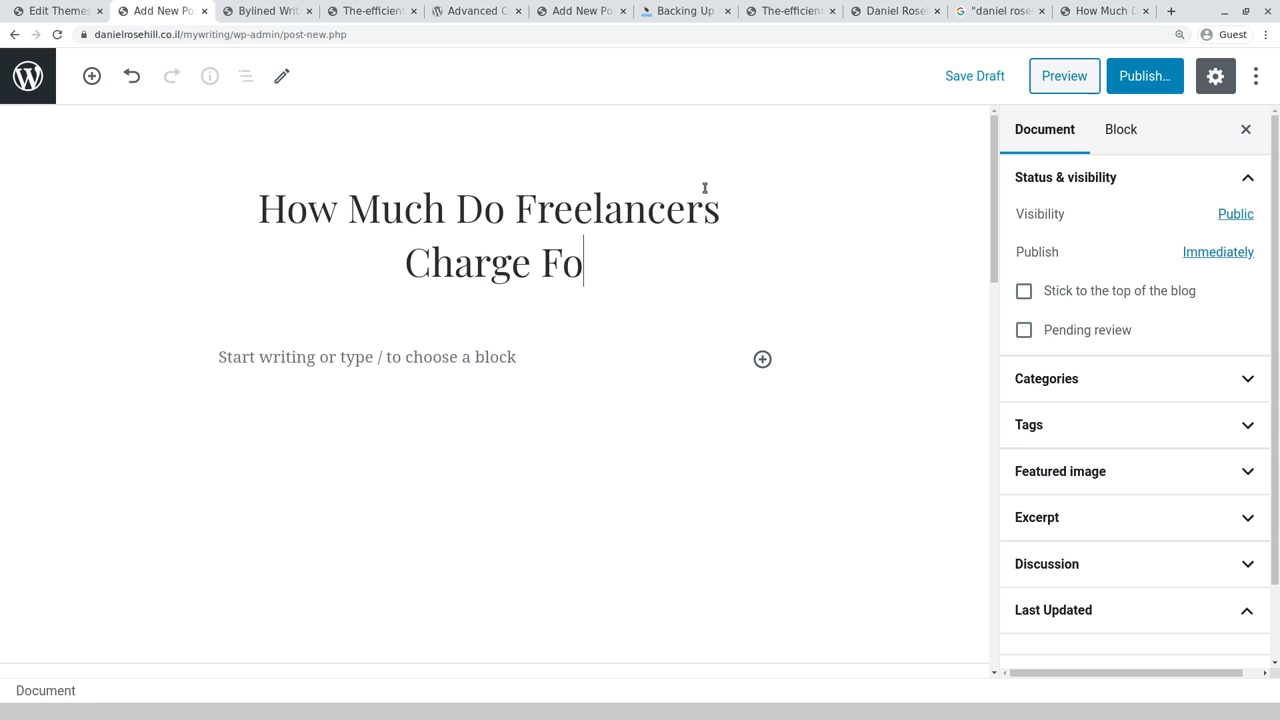 Edit Themes
Add New Po
Bylined Writ
The-efficien
Advanced C
Add New Po
Backing Up
The-efficien
Daniel Rose
"daniel rose
How Much D
danielrosehill.co.il/mywriting/wp-admin/post-new.php
Guest
Save Draft
Preview
Publish...
How Much Do Freelancers
Charge Fo
Start writing or type / to choose a block
Document
Block
Status & visibility
Visibility
Public
Publish
Immediately
Stick to the top of the blog
Pending review
Categories
Tags
Featured image
Excerpt
Discussion
Last Updated
Document